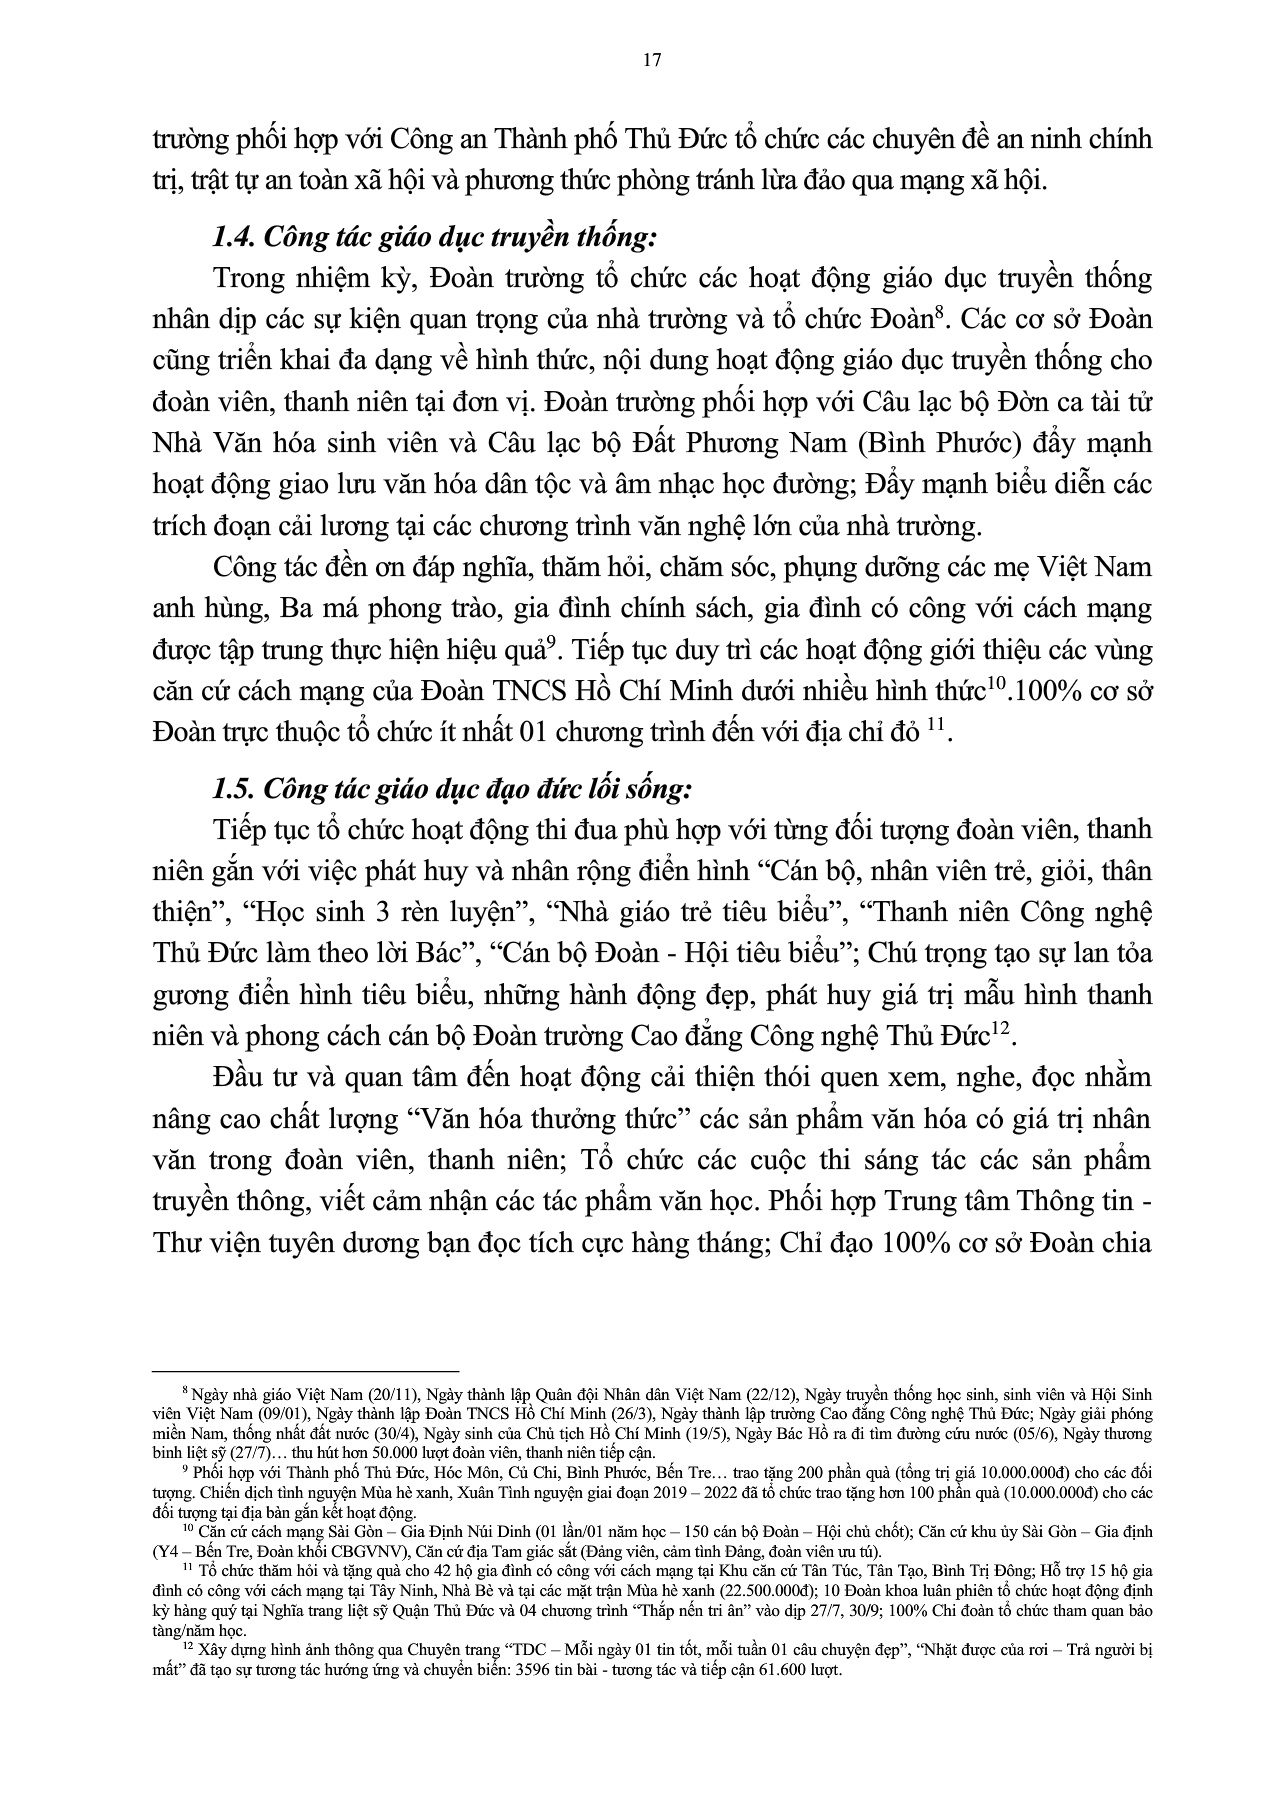 17
trường phối hợp với Công an Thành phố Thủ Đức tổ chức các chuyên đề an ninh chính
trị, trật tự an toàn xã hội và phương thức phòng tránh lừa đảo qua mạng xã hội.
1.4. Công tác giáo dục truyền thống:
Trong nhiệm kỳ, Đoàn trường tổ chức các hoạt động giáo dục truyền thống
nhân dịp các sự kiện quan trọng của nhà trường và tổ chức Đoàn⁸. Các cơ sở Đoàn
cũng triển khai đa dạng về hình thức, nội dung hoạt động giáo dục truyền thống cho
đoàn viên, thanh niên tại đơn vị. Đoàn trường phối hợp với Câu lạc bộ Đờn ca tài tử
Nhà Văn hóa sinh viên và Câu lạc bộ Đất Phương Nam (Bình Phước) đẩy mạnh
hoạt động giao lưu văn hóa dân tộc và âm nhạc học đường; Đẩy mạnh biểu diễn các
trích đoạn cải lương tại các chương trình văn nghệ lớn của nhà trường.
Công tác đền ơn đáp nghĩa, thăm hỏi, chăm sóc, phụng dưỡng các mẹ Việt Nam
anh hùng, Ba má phong trào, gia đình chính sách, gia đình có công với cách mạng
được tập trung thực hiện hiệu quả⁹. Tiếp tục duy trì các hoạt động giới thiệu các vùng
căn cứ cách mạng của Đoàn TNCS Hồ Chí Minh dưới nhiều hình thức¹⁰.100% cơ sở
Đoàn trực thuộc tổ chức ít nhất 01 chương trình đến với địa chỉ đỏ ¹¹.
1.5. Công tác giáo dục đạo đức lối sống:
Tiếp tục tổ chức hoạt động thi đua phù hợp với từng đối tượng đoàn viên, thanh
niên gắn với việc phát huy và nhân rộng điển hình “Cán bộ, nhân viên trẻ, giỏi, thân
thiện”, “Học sinh 3 rèn luyện”, “Nhà giáo trẻ tiêu biểu”, “Thanh niên Công nghệ
Thủ Đức làm theo lời Bác”, “Cán bộ Đoàn - Hội tiêu biểu”; Chú trọng tạo sự lan tỏa
gương điển hình tiêu biểu, những hành động đẹp, phát huy giá trị mẫu hình thanh
niên và phong cách cán bộ Đoàn trường Cao đẳng Công nghệ Thủ Đức¹².
Đầu tư và quan tâm đến hoạt động cải thiện thói quen xem, nghe, đọc nhằm
nâng cao chất lượng “Văn hóa thưởng thức” các sản phẩm văn hóa có giá trị nhân
văn trong đoàn viên, thanh niên; Tổ chức các cuộc thi sáng tác các sản phẩm
truyền thông, viết cảm nhận các tác phẩm văn học. Phối hợp Trung tâm Thông tin -
Thư viện tuyên dương bạn đọc tích cực hàng tháng; Chỉ đạo 100% cơ sở Đoàn chia
⁸ Ngày nhà giáo Việt Nam (20/11), Ngày thành lập Quân đội Nhân dân Việt Nam (22/12), Ngày truyền thống học sinh, sinh viên và Hội Sinh
viên Việt Nam (09/01), Ngày thành lập Đoàn TNCS Hồ Chí Minh (26/3), Ngày thành lập trường Cao đẳng Công nghệ Thủ Đức; Ngày giải phóng
miền Nam, thống nhất đất nước (30/4), Ngày sinh của Chủ tịch Hồ Chí Minh (19/5), Ngày Bác Hồ ra đi tìm đường cứu nước (05/6), Ngày thương
binh liệt sỹ (27/7)… thu hút hơn 50.000 lượt đoàn viên, thanh niên tiếp cận.
⁹ Phối hợp với Thành phố Thủ Đức, Hóc Môn, Củ Chi, Bình Phước, Bến Tre… trao tặng 200 phần quà (tổng trị giá 10.000.000đ) cho các đối
tượng. Chiến dịch tình nguyện Mùa hè xanh, Xuân Tình nguyện giai đoạn 2019 – 2022 đã tổ chức trao tặng hơn 100 phần quà (10.000.000đ) cho các
đối tượng tại địa bàn gắn kết hoạt động.
¹⁰ Căn cứ cách mạng Sài Gòn – Gia Định Núi Dinh (01 lần/01 năm học – 150 cán bộ Đoàn – Hội chủ chốt); Căn cứ khu ủy Sài Gòn – Gia định
(Y4 – Bến Tre, Đoàn khối CBGVNV), Căn cứ địa Tam giác sắt (Đảng viên, cảm tình Đảng, đoàn viên ưu tú).
¹¹ Tổ chức thăm hỏi và tặng quà cho 42 hộ gia đình có công với cách mạng tại Khu căn cứ Tân Túc, Tân Tạo, Bình Trị Đông; Hỗ trợ 15 hộ gia
đình có công với cách mạng tại Tây Ninh, Nhà Bè và tại các mặt trận Mùa hè xanh (22.500.000đ); 10 Đoàn khoa luân phiên tổ chức hoạt động định
kỳ hàng quý tại Nghĩa trang liệt sỹ Quận Thủ Đức và 04 chương trình “Thắp nến tri ân” vào dịp 27/7, 30/9; 100% Chi đoàn tổ chức tham quan bảo
tàng/năm học.
¹² Xây dựng hình ảnh thông qua Chuyên trang “TDC – Mỗi ngày 01 tin tốt, mỗi tuần 01 câu chuyện đẹp”, “Nhặt được của rơi – Trả người bị
mất” đã tạo sự tương tác hướng ứng và chuyển biến: 3596 tin bài - tương tác và tiếp cận 61.600 lượt.